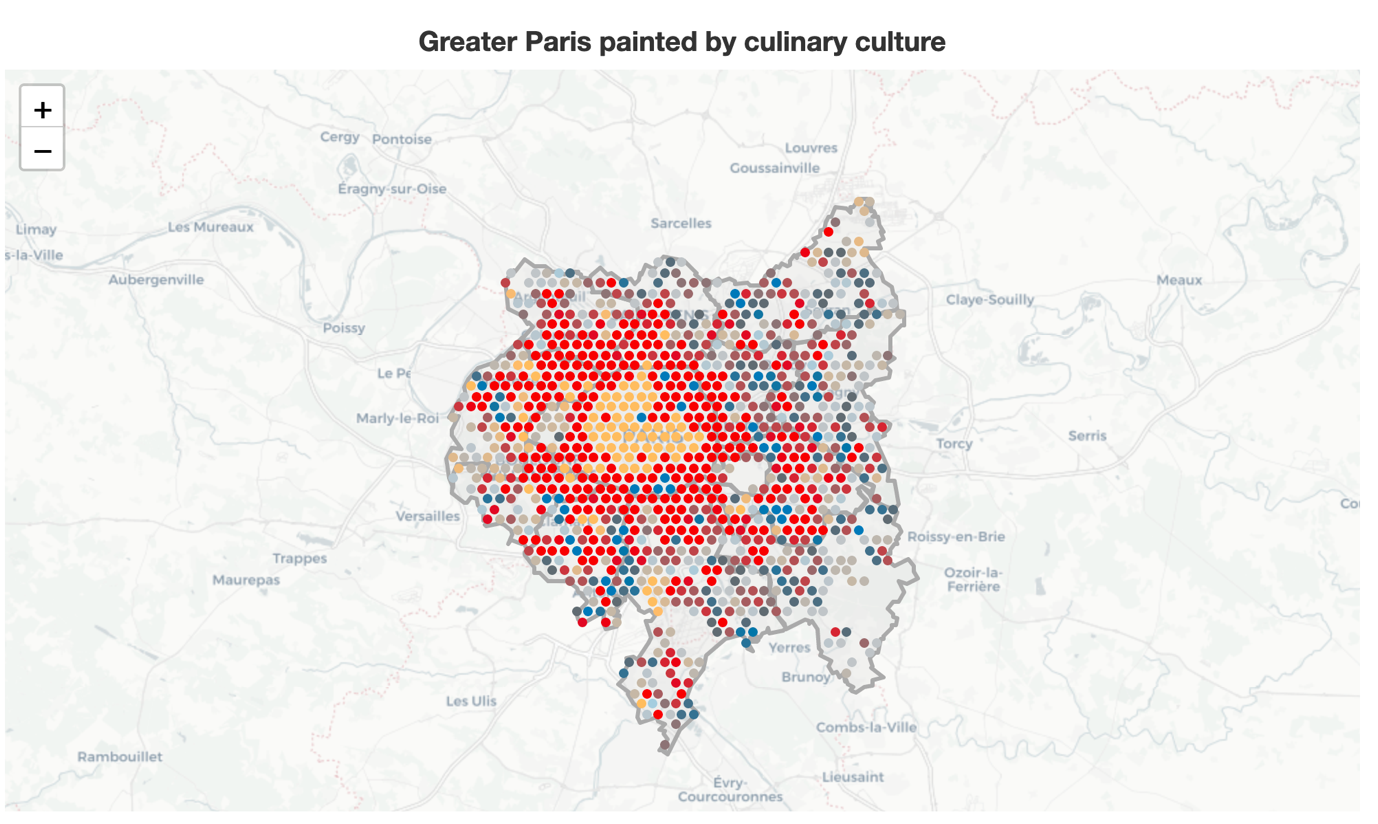 Greater Paris painted by culinary culture
+
−
Cergy Pontoise
Louvres
Goussainville
Éragny-sur-Oise
Limay
Les Mureaux
Sarcelles
s-la-Ville
Aubergenville
Meaux
Claye-Souilly
Poissy
Le Pe
Marly-le-Roi
PARIS
Torcy
Serris
Versailles
Roissy-en-Brie
Trappes
Maurepas
Ozoir-la-
Ferrière
Yerres
Brunoy
Les Ulis
Combs-la-Ville
Rambouillet
Évry-
Courcouronnes
Lieusaint